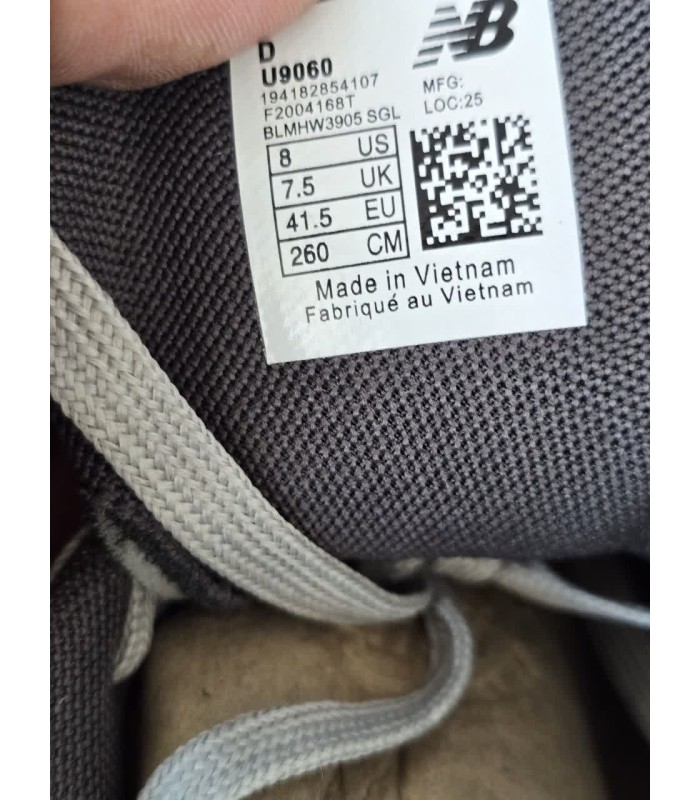 D
NB
U9060
194182854107
F2004168T
BLMHW3905 SGL
MFG:
LOC:25
8 US
7.5 UK
41.5 EU
260 CM
Made in Vietnam
Fabriqué au Vietnam